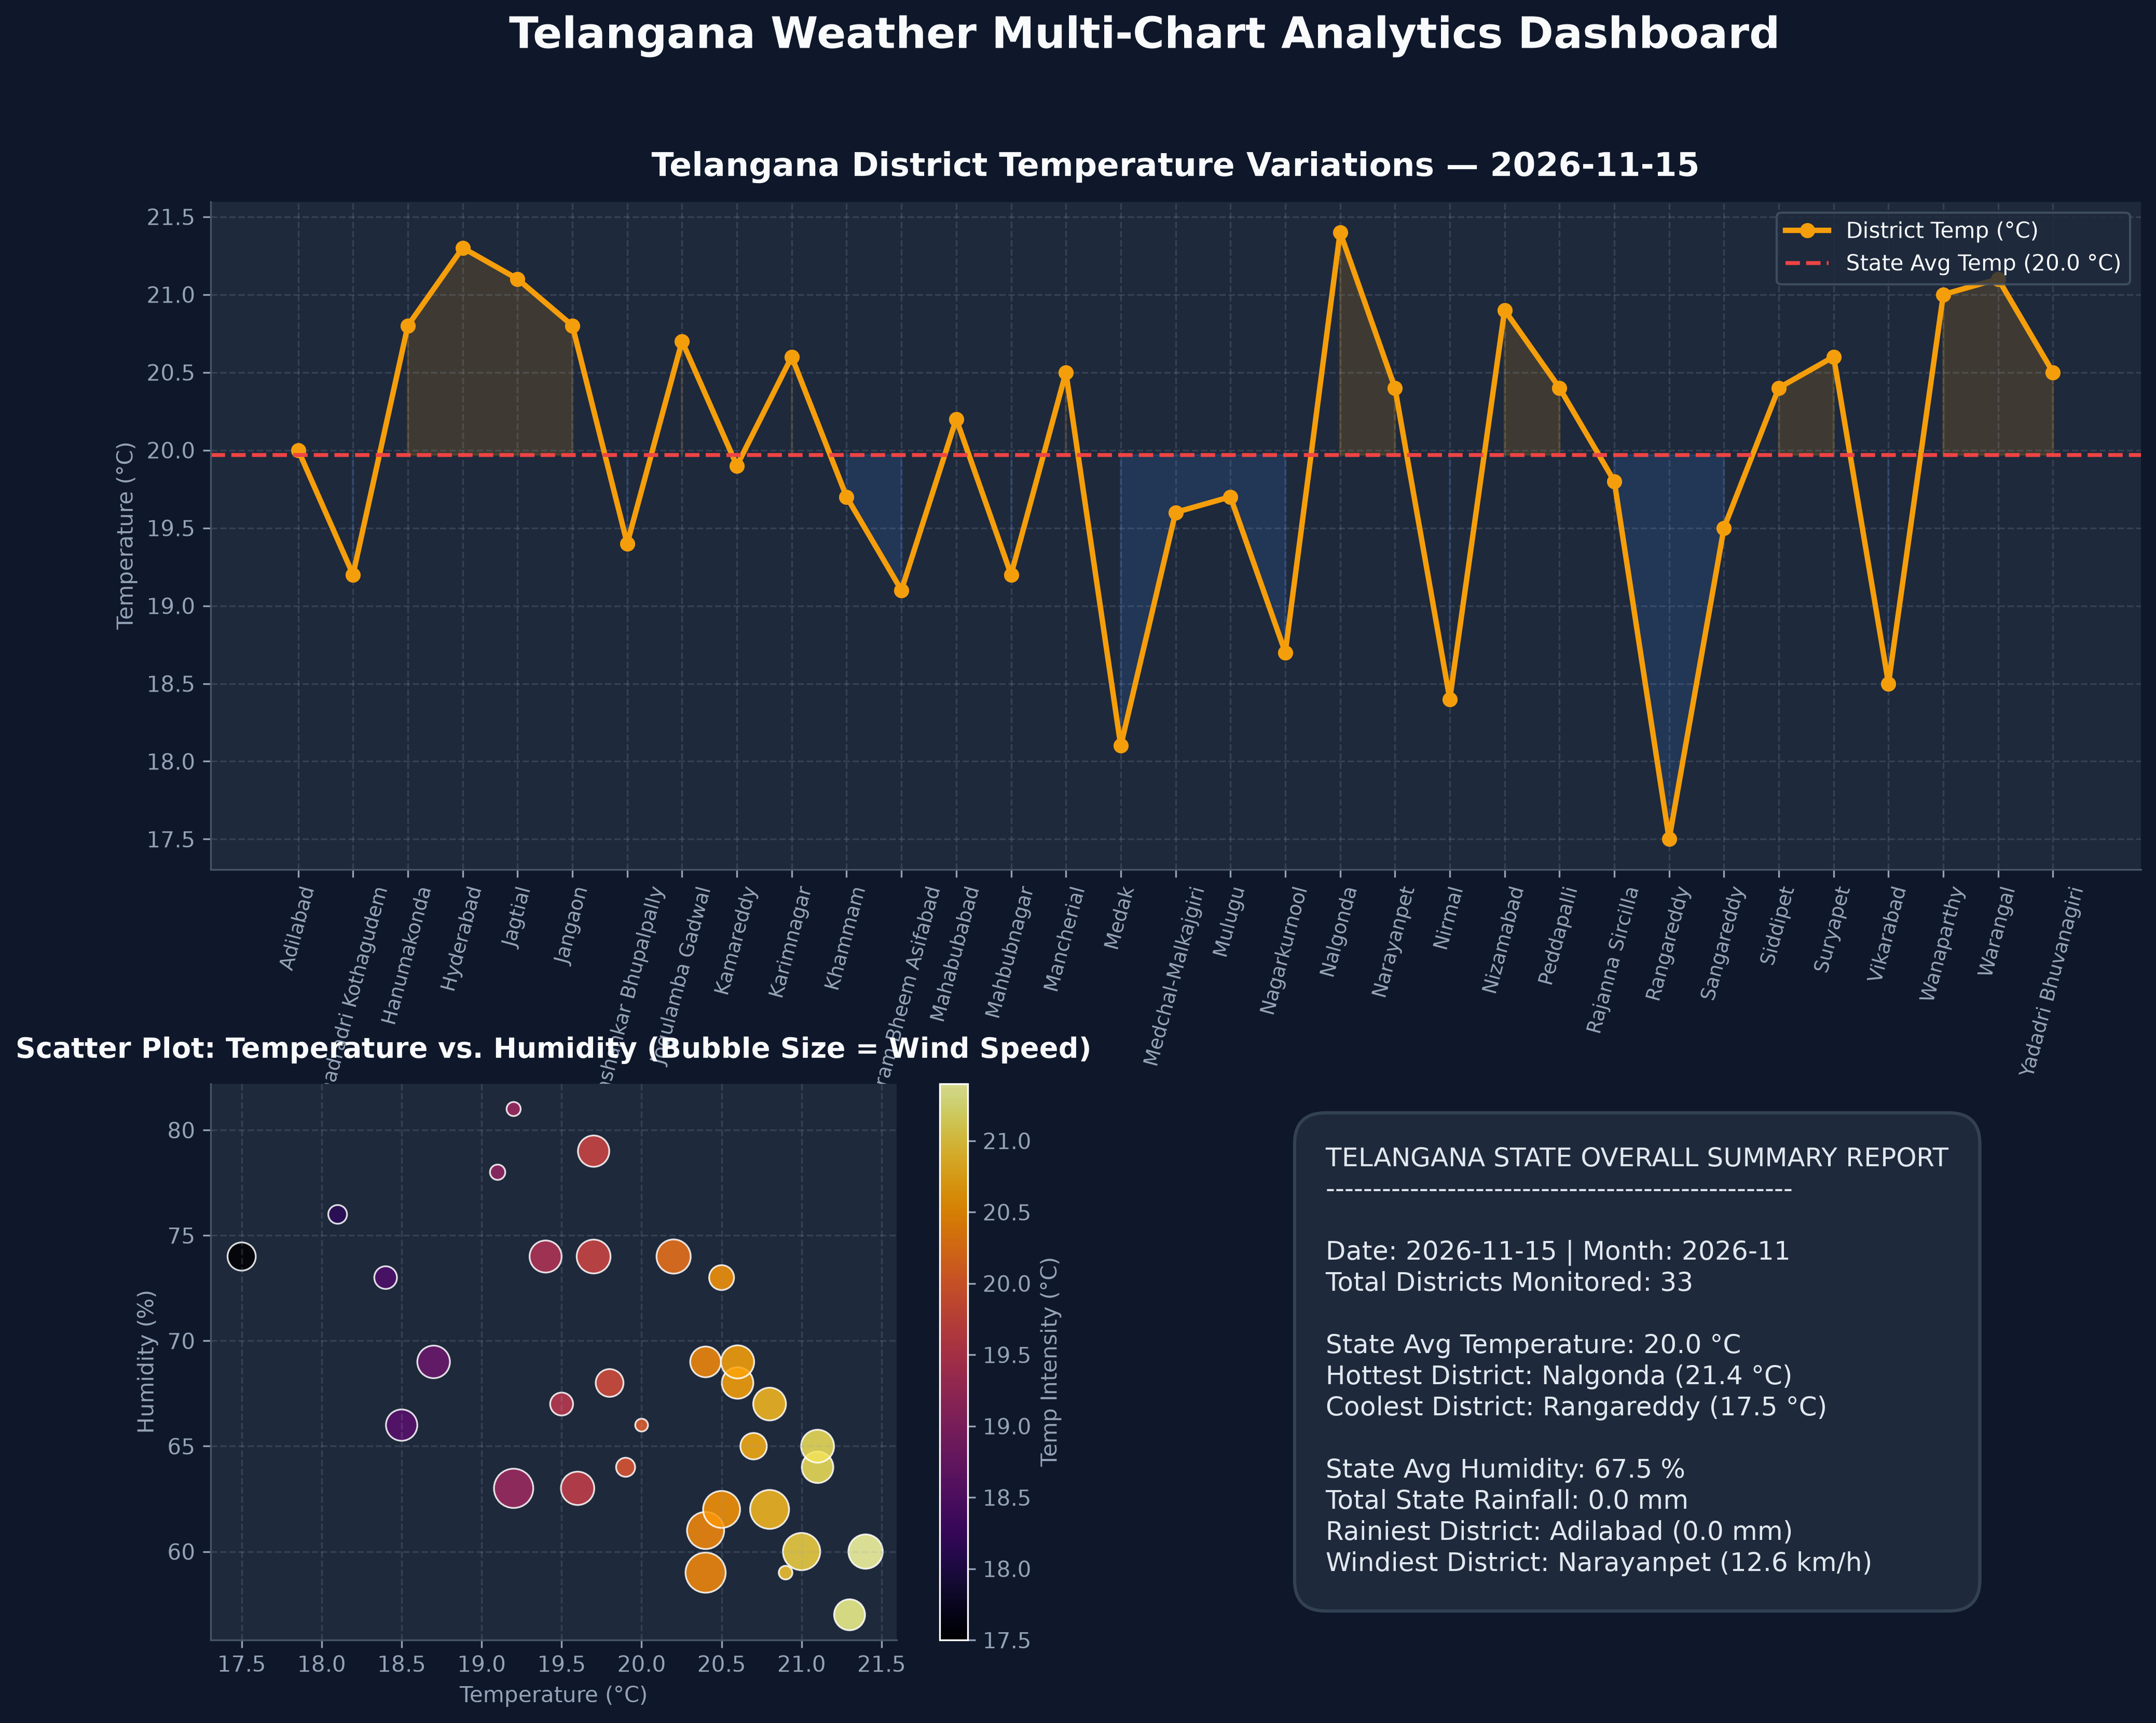 Telangana Weather Multi-Chart Analytics Dashboard
Telangana District Temperature Variations — 2026-11-15
21.5
21.0
20.5
20.0
19.5
19.0
18.5
18.0
17.5
Temperature (°C)
District Temp (°C)
State Avg Temp (20.0 °C)
Adilabad
Kothagudem
Hanumakonda
Hyderabad
Jagtial
Jangaon
Bhupalpally
Jogulamba Gadwal
Kamareddy
Karimnagar
Khammam
Bheem Asifabad
Mahabubabad
Mahbubnagar
Mancherial
Medak
Medchal-Malkajgiri
Mulugu
Nagarkurnool
Nalgonda
Narayanpet
Nirmal
Nizamabad
Peddapalli
Rajanna Sircilla
Rangareddy
Sangareddy
Siddipet
Suryapet
Vikarabad
Wanaparthy
Warangal
Yadadri Bhuvanagiri
Scatter Plot: Temperature vs. Humidity (Bubble Size = Wind Speed)
80
75
70
65
60
Humidity (%)
17.5 18.0 18.5 19.0 19.5 20.0 20.5 21.0 21.5
Temperature (°C)
21.0
20.5
20.0
19.5
19.0
18.5
18.0
17.5
Temp Intensity (°C)
TELANGANA STATE OVERALL SUMMARY REPORT
--------------------------------------------------
Date: 2026-11-15 | Month: 2026-11
Total Districts Monitored: 33
State Avg Temperature: 20.0 °C
Hottest District: Nalgonda (21.4 °C)
Coolest District: Rangareddy (17.5 °C)
State Avg Humidity: 67.5 %
Total State Rainfall: 0.0 mm
Rainiest District: Adilabad (0.0 mm)
Windiest District: Narayanpet (12.6 km/h)